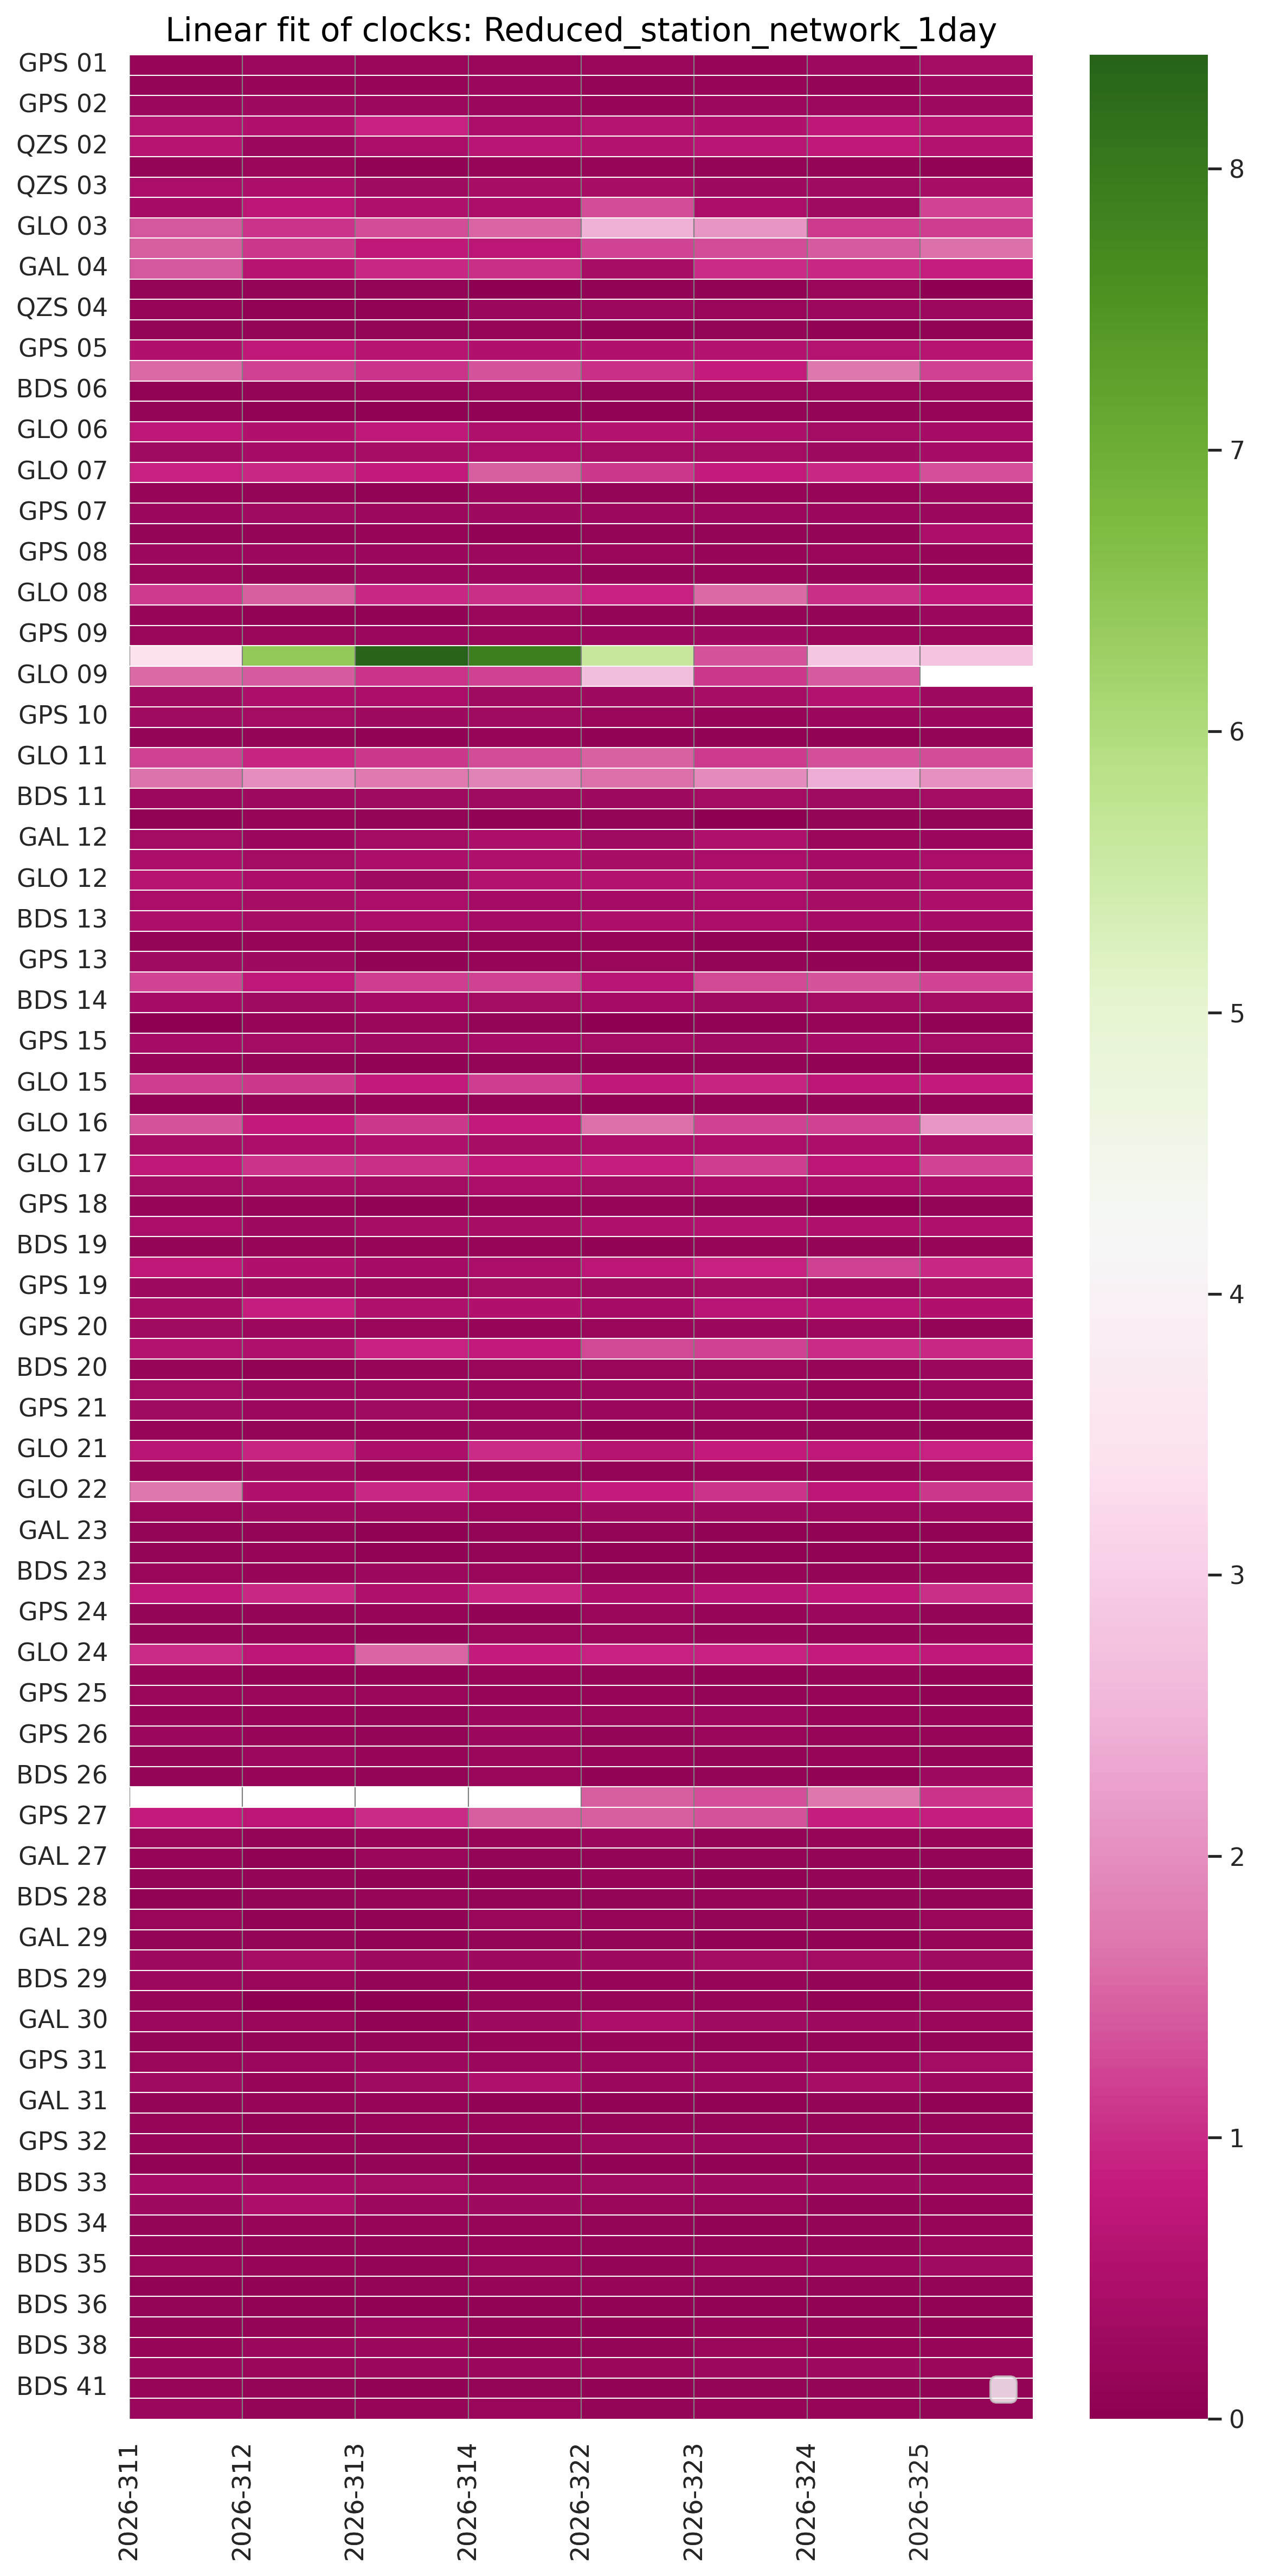 Linear fit of clocks: Reduced_station_network_1day
GPS 01
GPS 02
QZS 02
QZS 03
GLO 03
GAL 04
QZS 04
GPS 05
BDS 06
GLO 06
GLO 07
GPS 07
GPS 08
GLO 08
GPS 09
GLO 09
GPS 10
GLO 11
BDS 11
GAL 12
GLO 12
BDS 13
GPS 13
BDS 14
GPS 15
GLO 15
GLO 16
GLO 17
GPS 18
BDS 19
GPS 19
GPS 20
BDS 20
GPS 21
GLO 21
GLO 22
GAL 23
BDS 23
GPS 24
GLO 24
GPS 25
GPS 26
BDS 26
GPS 27
GAL 27
BDS 28
GAL 29
BDS 29
GAL 30
GPS 31
GAL 31
GPS 32
BDS 33
BDS 34
BDS 35
BDS 36
BDS 38
BDS 41
2026-311
2026-312
2026-313
2026-314
2026-322
2026-323
2026-324
2026-325
8
7
6
5
4
3
2
1
0